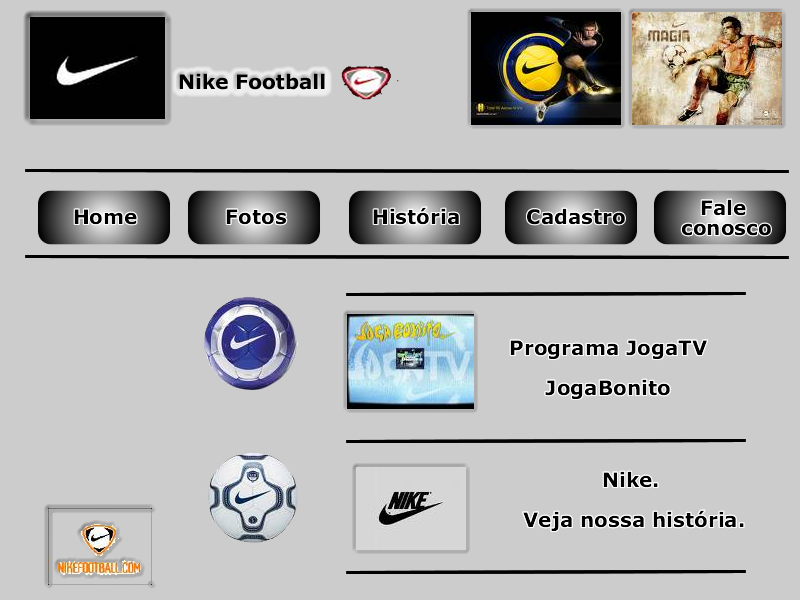 Nike Football
MAGIA
Home
Fotos
História
Cadastro
Fale
conosco
JOGA BONITO
JOGATV
Programa JogaTV
JogaBonito
NIKE
Nike.
Veja nossa história.
NIKEFOOTBALL.COM